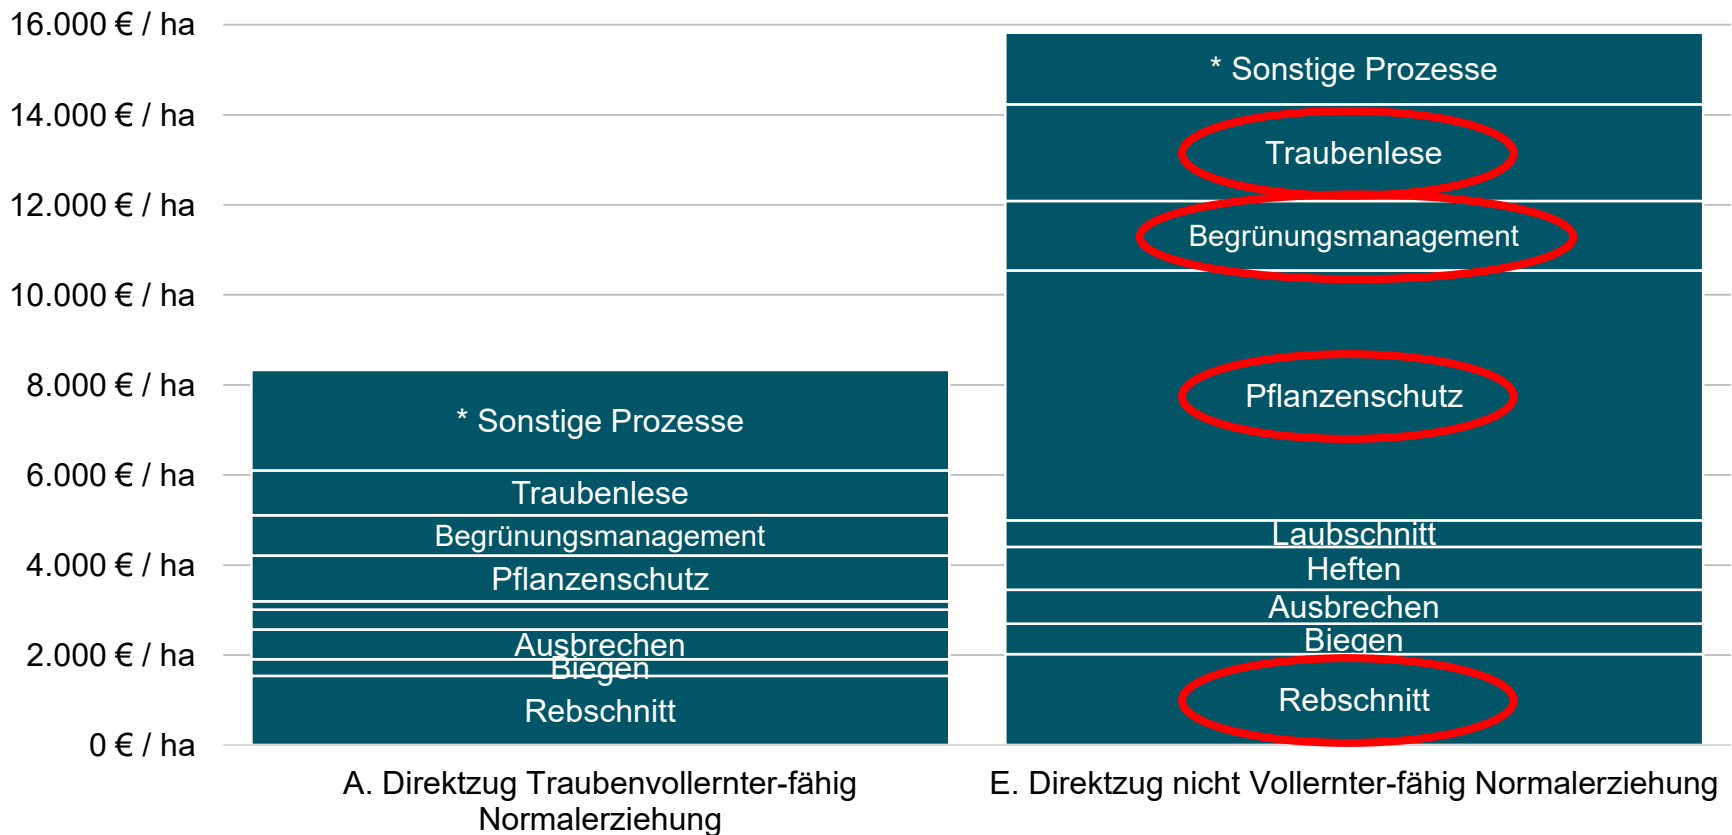 16.000 € / ha
14.000 € / ha
12.000 € / ha
10.000 € / ha
8.000 € / ha
6.000 € / ha
4.000 € / ha
2.000 € / ha
0 € / ha
* Sonstige Prozesse
Traubenlese
Begrünungsmanagement
Pflanzenschutz
Ausbrechen
Biegen
Rebschnitt
A. Direktzug Traubenvollernter-fähig
Normalerziehung
* Sonstige Prozesse
Traubenlese
Begrünungsmanagement
Pflanzenschutz
Laubschnitt
Heften
Ausbrechen
Biegen
Rebschnitt
E. Direktzug nicht Vollernter-fähig Normalerziehung